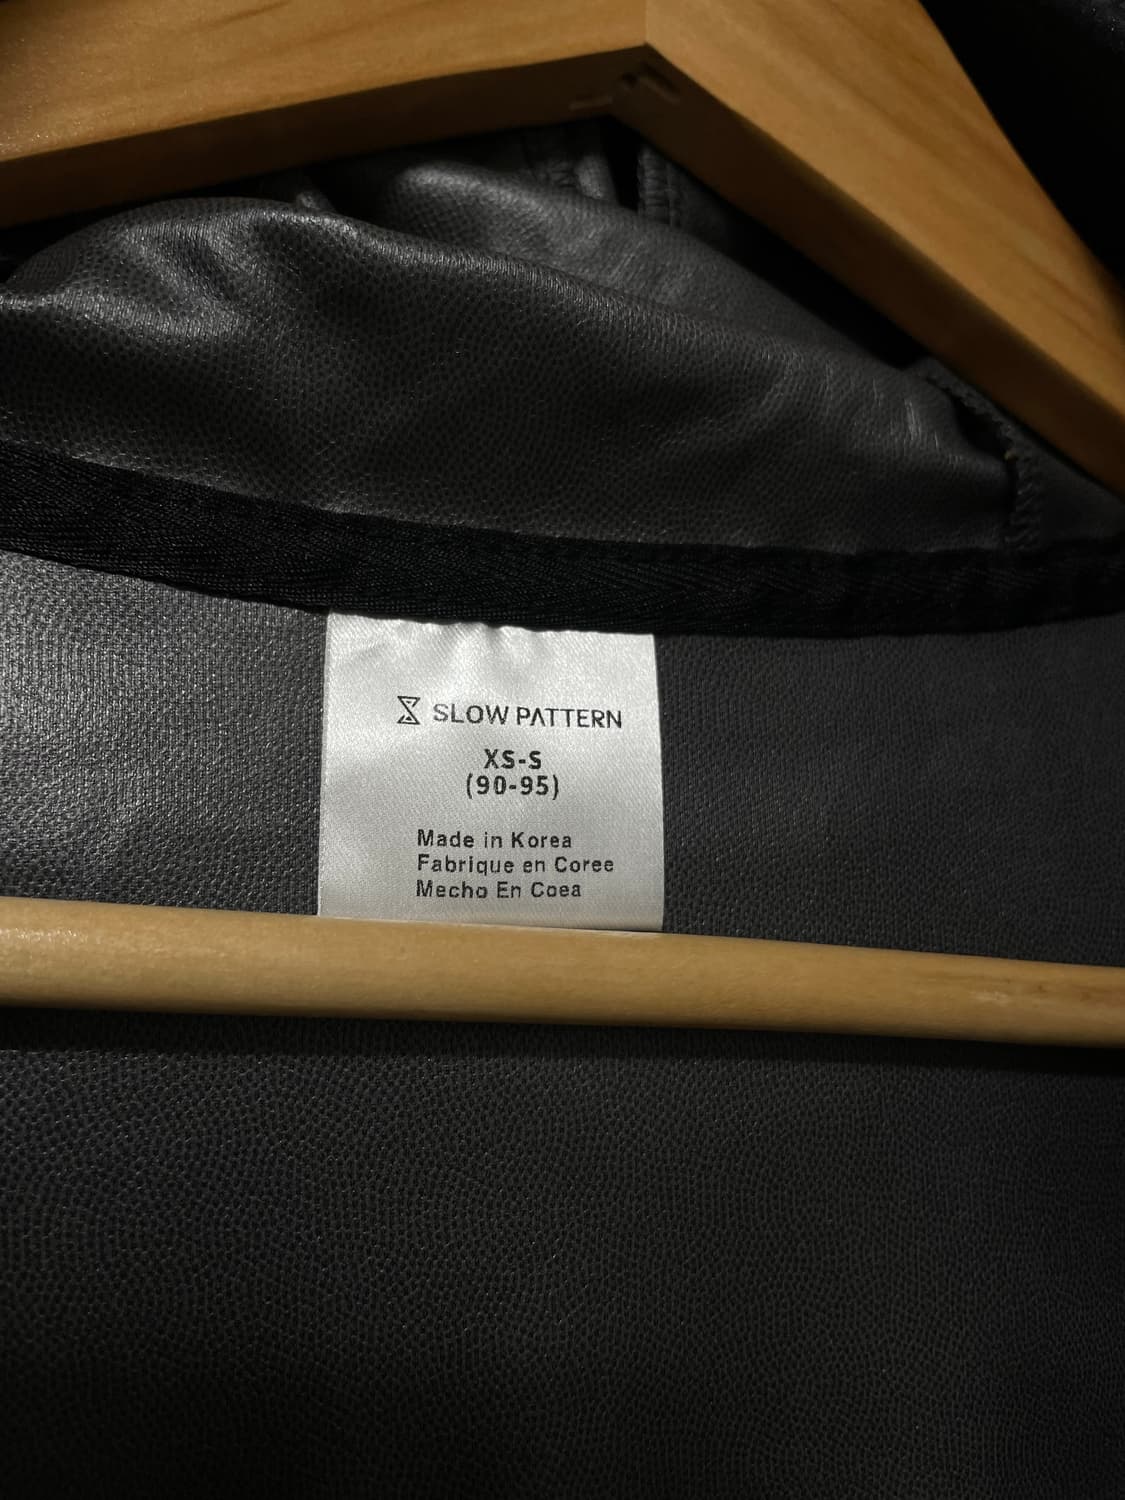 SLOW PATTERN
XS-S
(90-95)
Made in Korea
Fabrique en Coree
Mecho En Coea